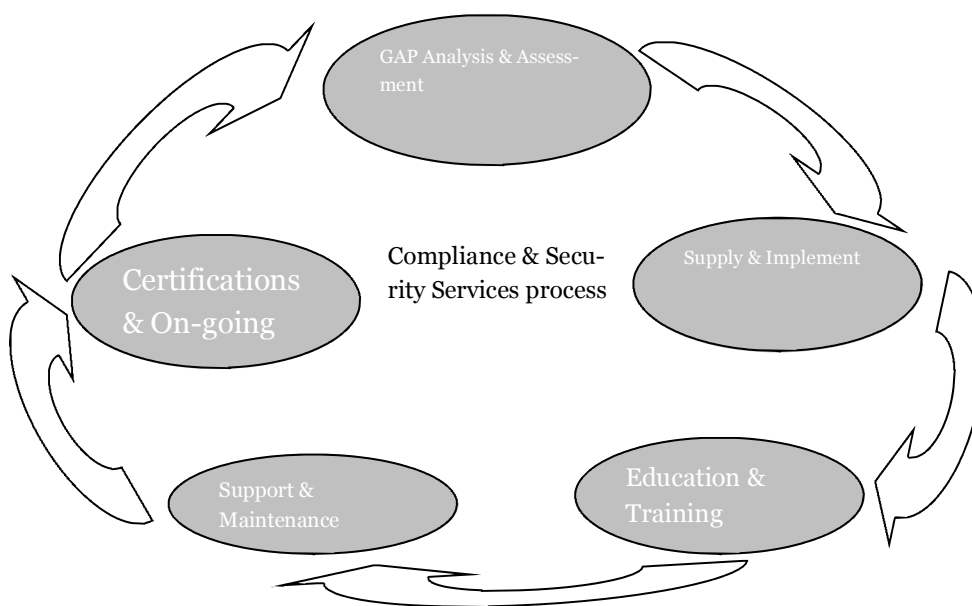 GAP Analysis & Assess-
ment
Compliance & Secu-
rity Services process
Supply & Implement
Certifications
& On-going
Education &
Training
Support &
Maintenance